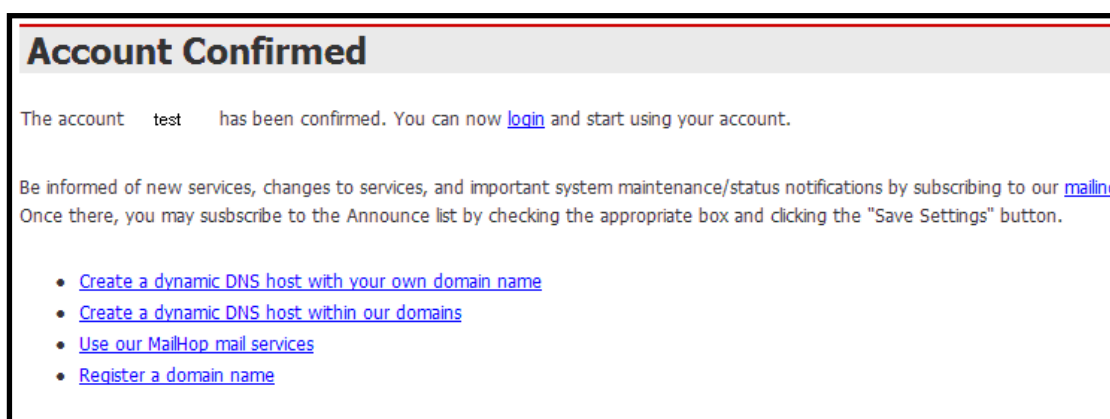 Account Confirmed
The account test has been confirmed. You can now login and start using your account.
Be informed of new services, changes to services, and important system maintenance/status notifications by subscribing to our
Once there, you may susbscribe to the Announce list by checking the appropriate box and clicking the "Save Settings" button.
Create a dynamic DNS host with your own domain name
Create a dynamic DNS host within our domains
Use our MailHop mail services
Register a domain name